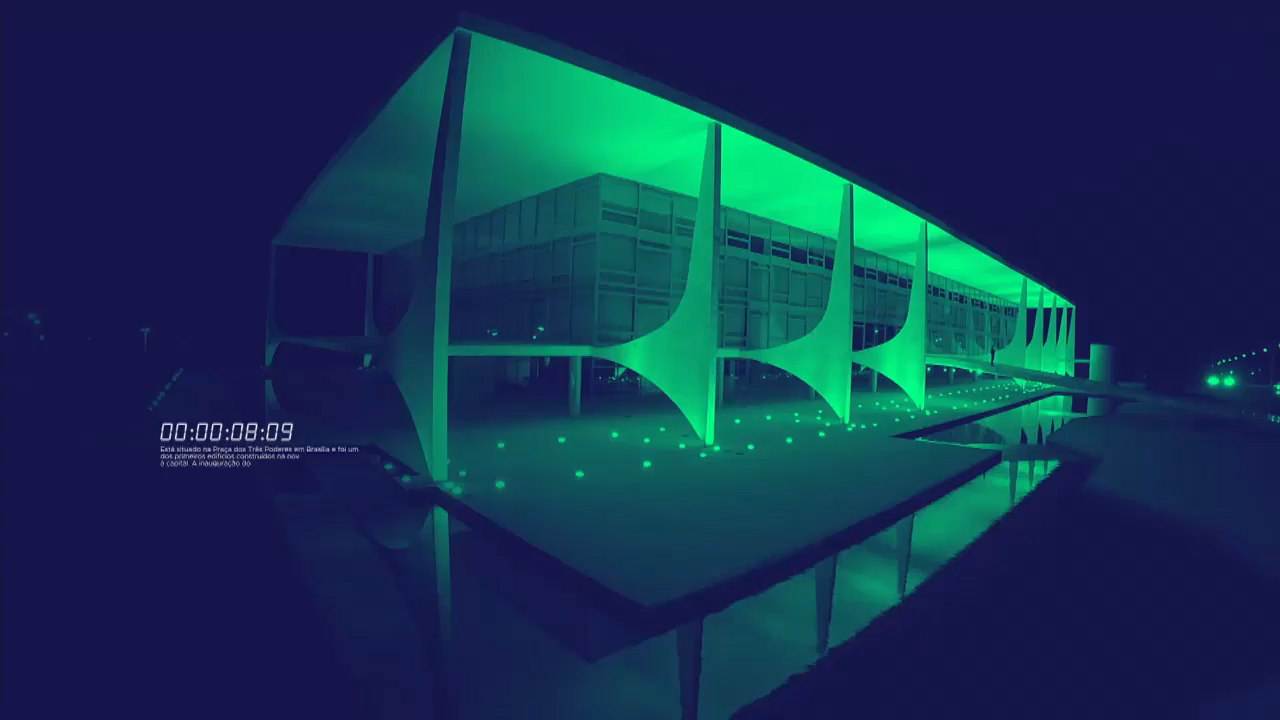 00:00:08:09
Está situado na Praça dos Três Poderes em Brasília e foi um
dos primeiros edifícios construídos na nov
a capital. A inauguração do